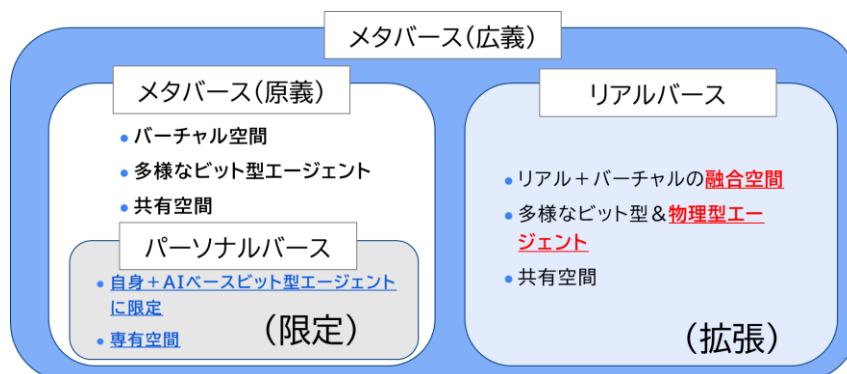 メタバース(広義)
メタバース(原義)
• バーチャル空間
• 多様なビット型エージェント
• 共有空間
パーソナルバース
• 自身+AIベースビット型エージェント
に限定
• 専有空間
(限定)
リアルバース
• リアル+バーチャルの融合空間
• 多様なビット型&物理型エー
ジェント
• 共有空間
(拡張)